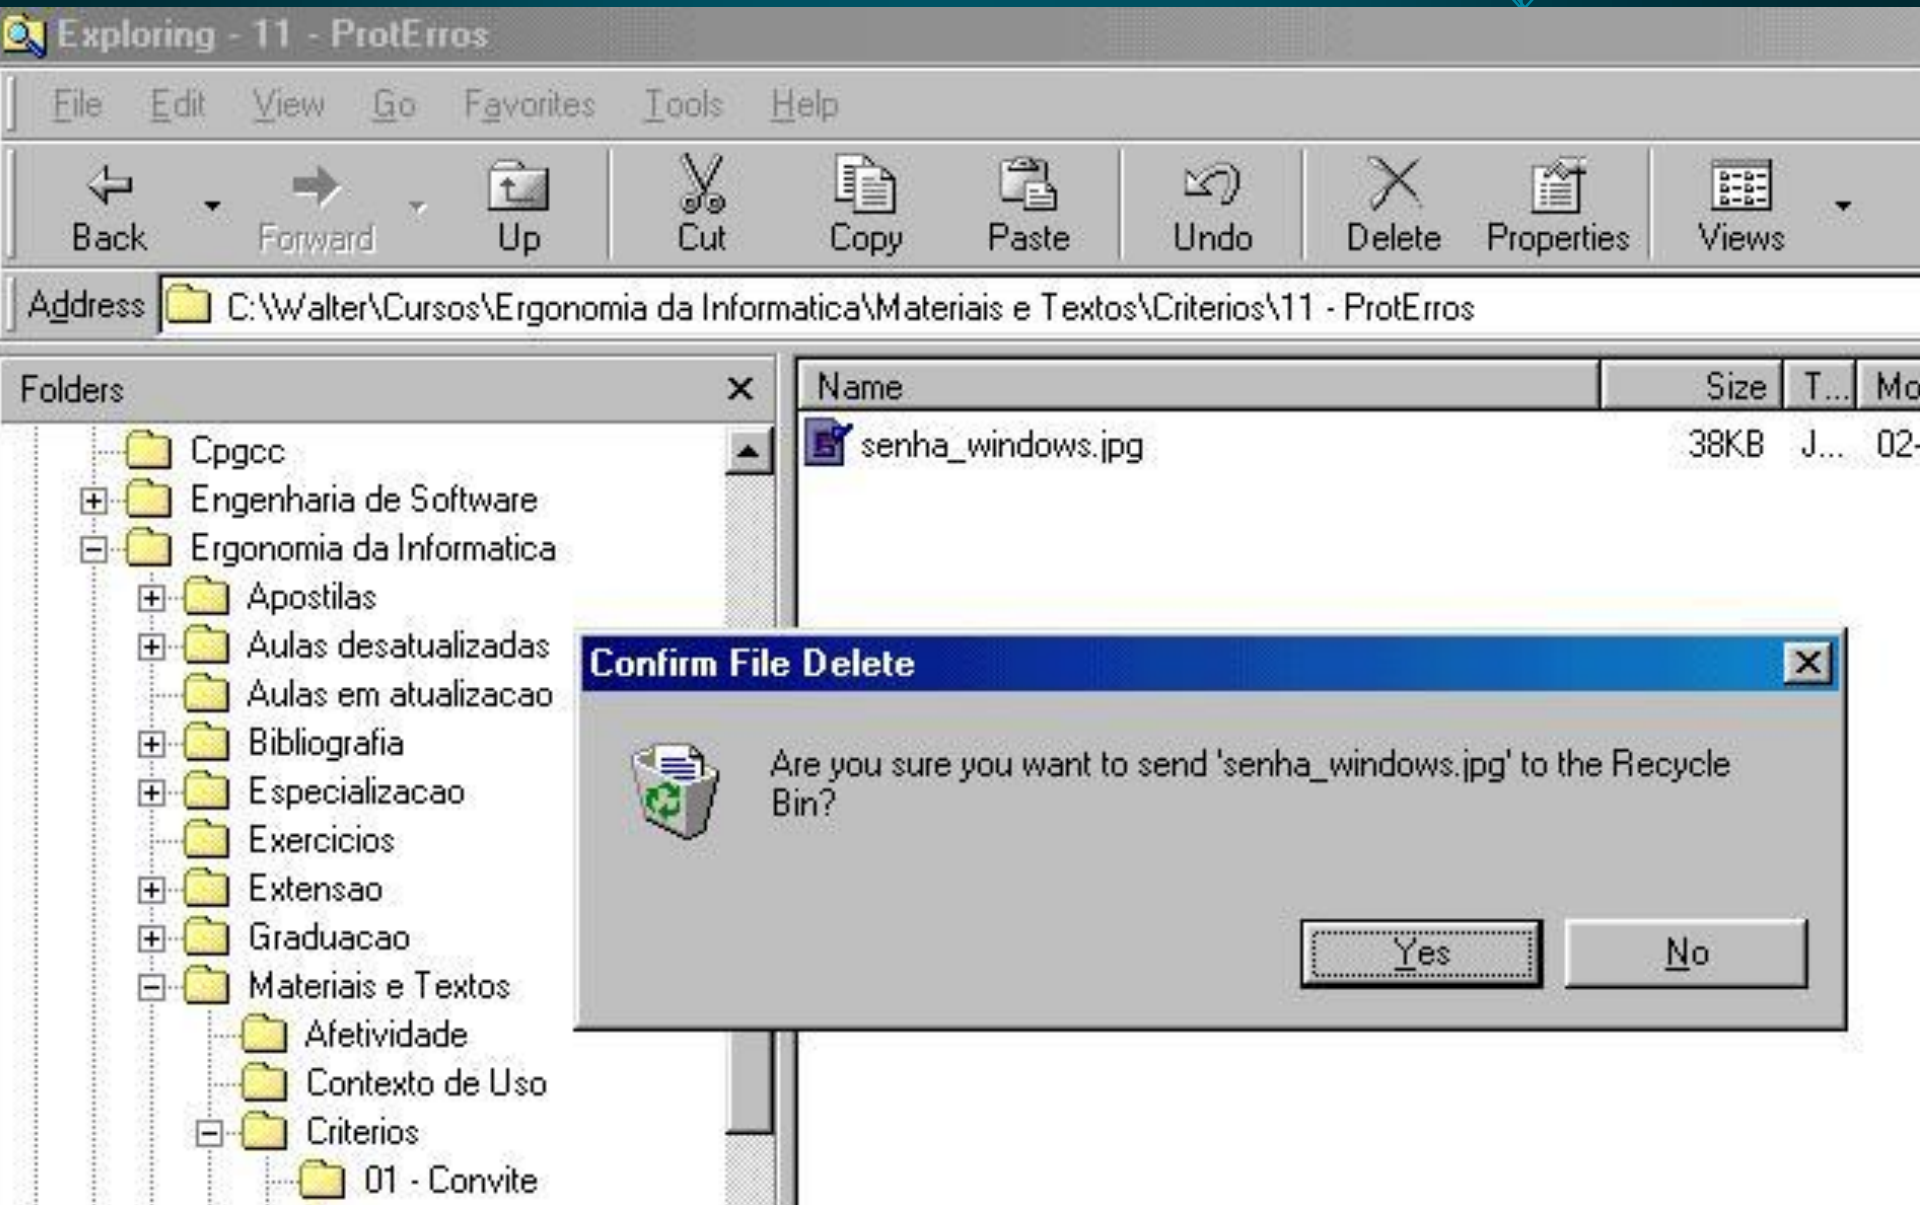 Exploring - 11 - ProtErros
File Edit View Go Favorites Tools Help
Back Forward Up Cut Copy Paste Undo Delete Properties Views
Address C:\Walter\Cursos\Ergonomia da Informatica\Materiais e Textos\Criterios\11 - ProtErros
Folders
Name Size T... Mo
Cpgcc
senha_windows.jpg 38KB J... 02-
Engenharia de Software
Ergonomia da Informatica
Apostilas
Aulas desatualizadas
Aulas em atualizacao
Bibliografia
Especializacao
Exercicios
Extensao
Graduacao
Materiais e Textos
Afetividade
Contexto de Uso
Criterios
01 - Convite
Confirm File Delete
Are you sure you want to send 'senha_windows.jpg' to the Recycle
Bin?
Yes No